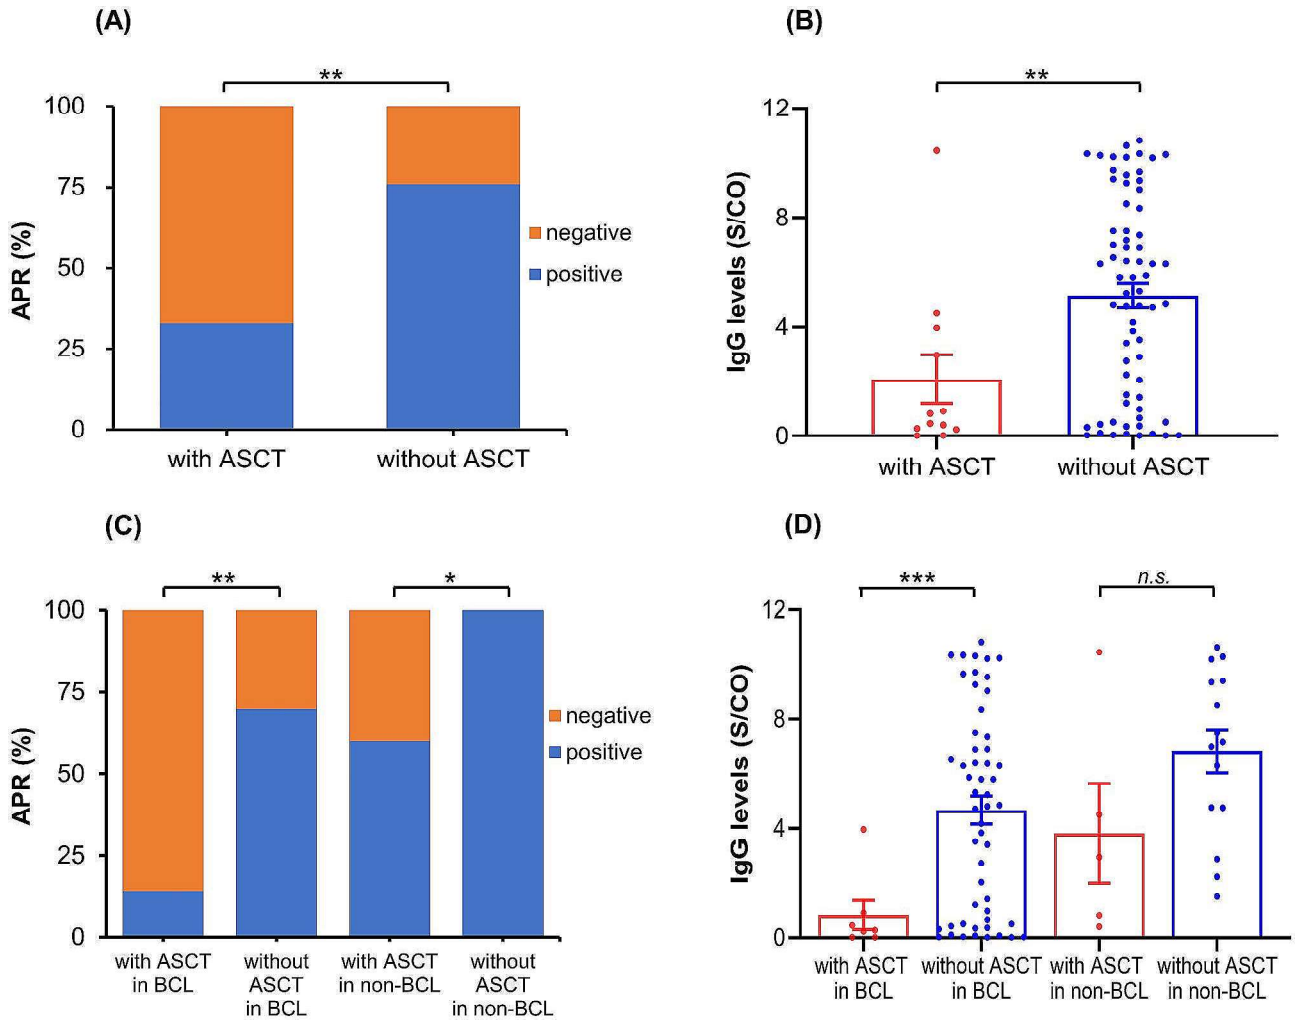 (A)
**
100
75
50
25
0
APR (%)
negative
positive
with ASCT
without ASCT
(B)
**
12
8
4
0
IgG levels (S/CO)
with ASCT
without ASCT
(C)
**
*
100
75
50
25
0
APR (%)
negative
positive
with ASCT
in BCL
without
ASCT
in BCL
with ASCT
in non-BCL
without
ASCT
in non-BCL
(D)
***
n.s.
12
8
4
0
IgG levels (S/CO)
with ASCT
in BCL
without ASCT
in BCL
with ASCT
in non-BCL
without ASCT
in non-BCL